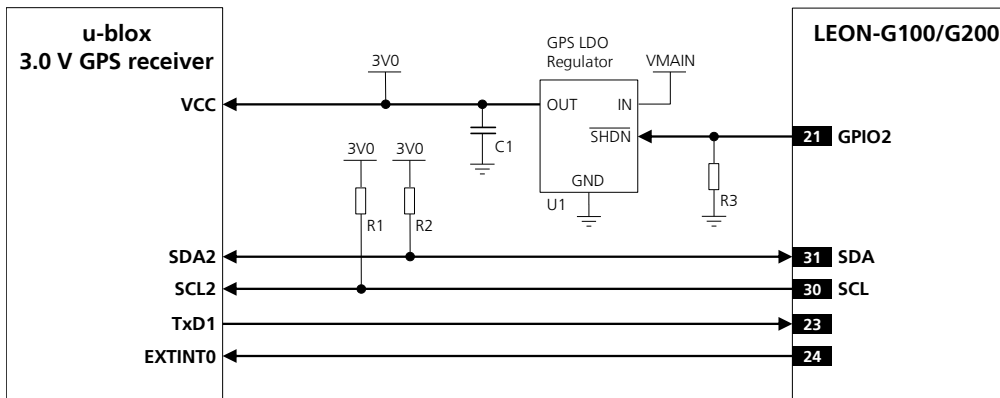 u-blox
3.0 V GPS receiver
LEON-G100/G200
GPS LDO
Regulator
VMAIN
3V0
VCC
OUT
IN
C1
SHDN
21 GPIO2
3V0
3V0
GND
U1
R3
R1
R2
SDA2
31 SDA
SCL2
30 SCL
TxD1
23
EXTINT0
24